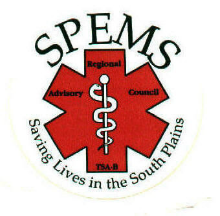 SPEMS
Regional
Advisory Council
TSA-B
Saving Lives in the South Plains